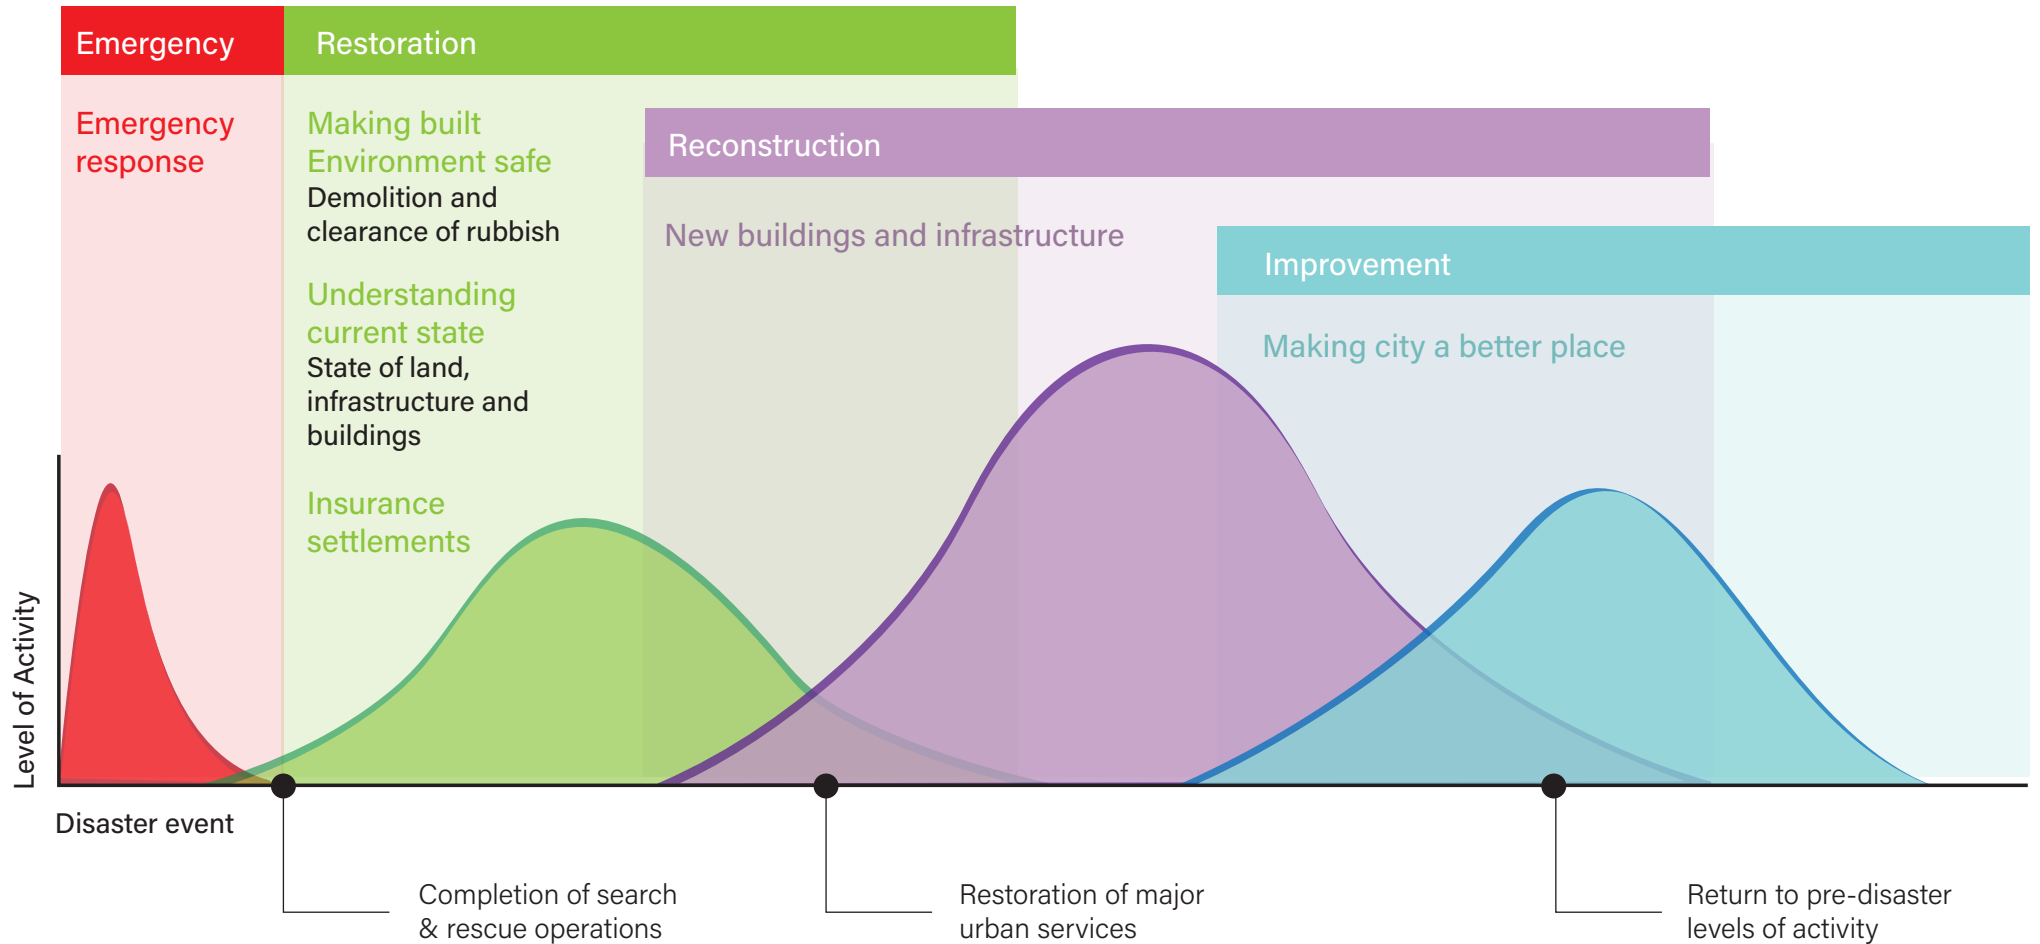 Emergency
Restoration
Emergency
response
Making built
Environment safe
Demolition and
clearance of rubbish
Understanding
current state
State of land,
infrastructure and
buildings
Insurance
settlements
Reconstruction
New buildings and infrastructure
Improvement
Making city a better place
Level of Activity
Disaster event
Completion of search
& rescue operations
Restoration of major
urban services
Return to pre-disaster
levels of activity